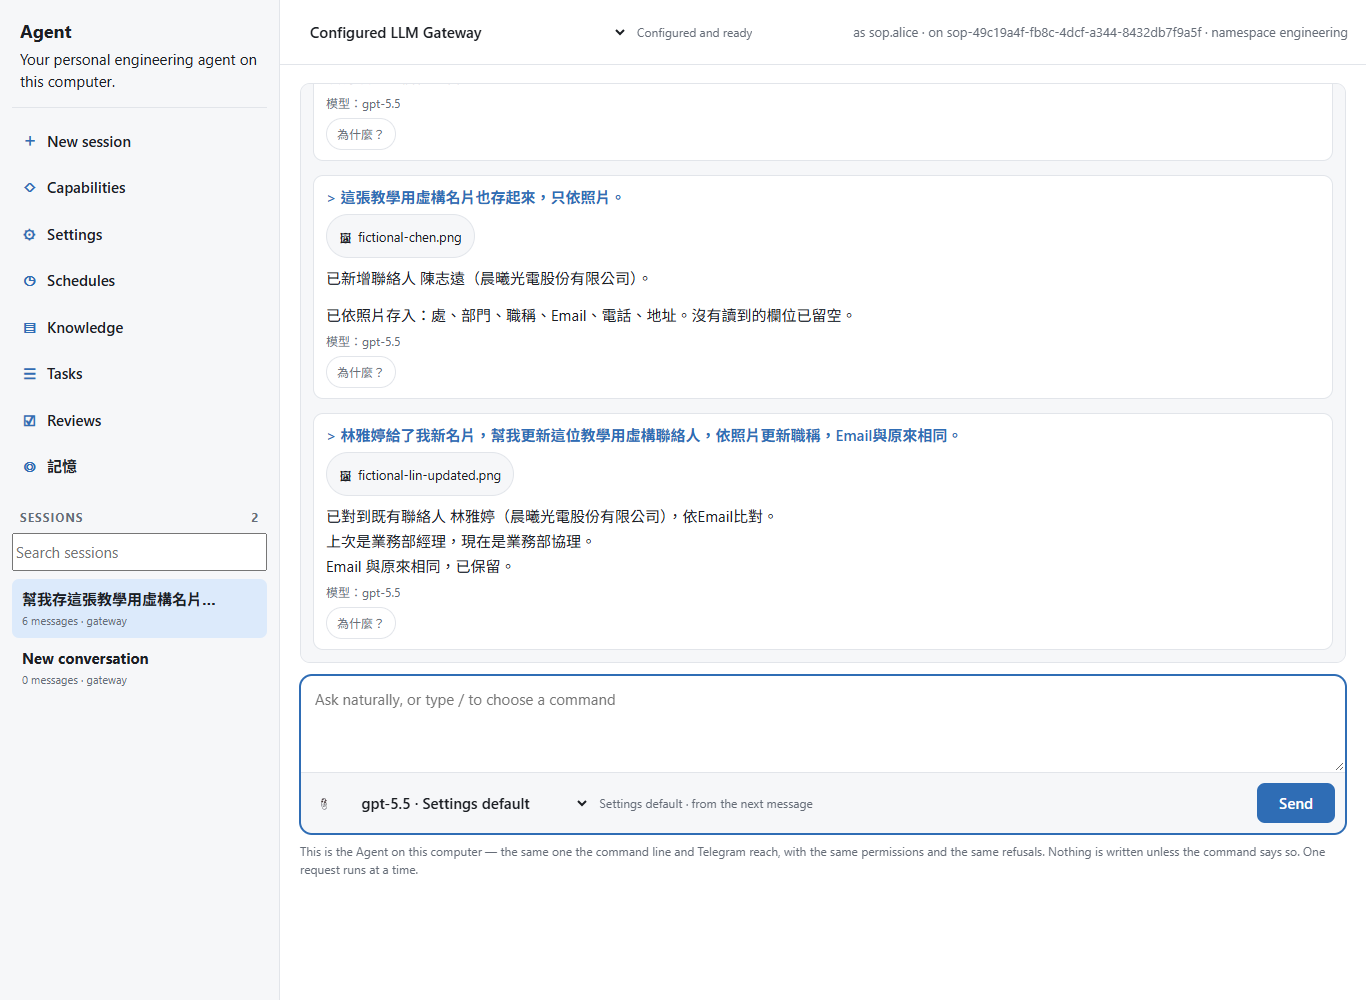 Agent
Your personal engineering agent on
this computer.
+ New session
Capabilities
Settings
Schedules
Knowledge
Tasks
Reviews
記憶
SESSIONS 2
Search sessions
幫我存這張教學用虛構名片...
6 messages · gateway
New conversation
0 messages · gateway
Configured LLM Gateway
Configured and ready
as sop.alice · on sop-49c19a4f-fb8c-4dcf-a344-8432db7f9a5f · namespace engineering
模型：gpt-5.5
為什麼？
> 這張教學用虛構名片也存起來，只依照片。
fictional-chen.png
已新增聯絡人 陳志遠（晨曦光電股份有限公司）。
已依照片存入：處、部門、職稱、Email、電話、地址。沒有讀到的欄位已留空。
模型：gpt-5.5
為什麼？
> 林雅婷給了我新名片，幫我更新這位教學用虛構聯絡人，依照片更新職稱，Email與原來相同。
fictional-lin-updated.png
已對到既有聯絡人 林雅婷（晨曦光電股份有限公司），依Email比對。
上次是業務部經理，現在是業務部協理。
Email 與原來相同，已保留。
模型：gpt-5.5
為什麼？
Ask naturally, or type / to choose a command
gpt-5.5 · Settings default
Settings default · from the next message
Send
This is the Agent on this computer — the same one the command line and Telegram reach, with the same permissions and the same refusals. Nothing is written unless the command says so. One
request runs at a time.